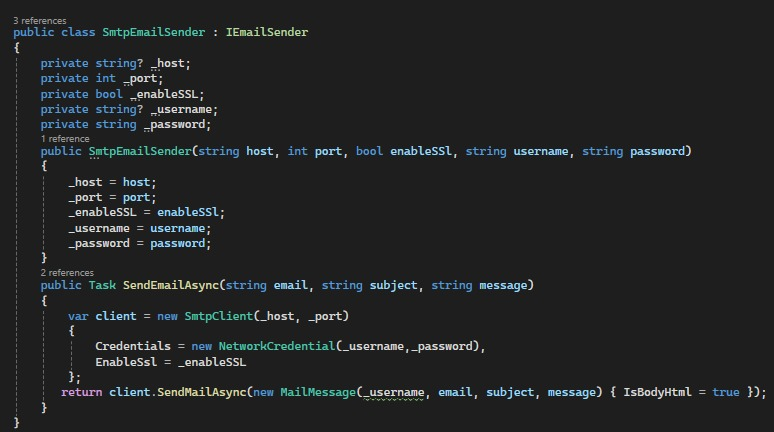 3 references
public class SmtpEmailSender : IEmailSender
{
private string? _host;
private int _port;
private bool _enableSSL;
private string? _username;
private string _password;
1 reference
public SmtpEmailSender(string host, int port, bool enableSSl, string username, string password)
{
_host = host;
_port = port;
_enableSSL = enableSSl;
_username = username;
_password = password;
}
2 references
public Task SendEmailAsync(string email, string subject, string message)
{
var client = new SmtpClient(_host, _port)
{
Credentials = new NetworkCredential(_username,_password),
EnableSsl = _enableSSL
};
return client.SendMailAsync(new MailMessage(_username, email, subject, message) { IsBodyHtml = true });
}
}